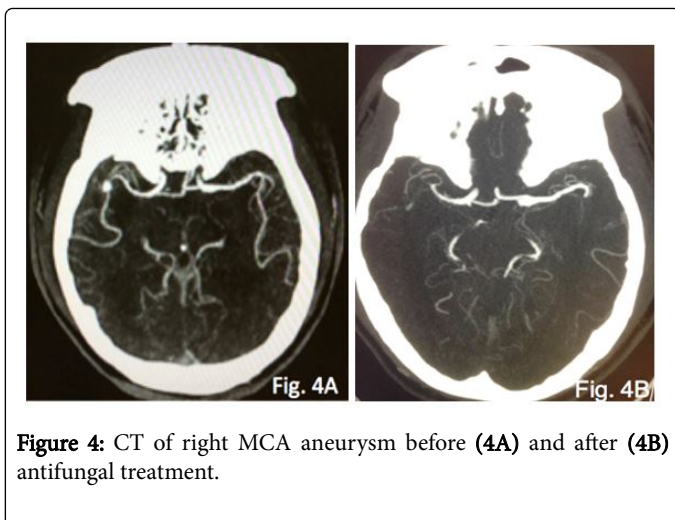 Fig. 4A
Fig. 4B
Figure 4: CT of right MCA aneurysm before (4A) and after (4B)
antifungal treatment.